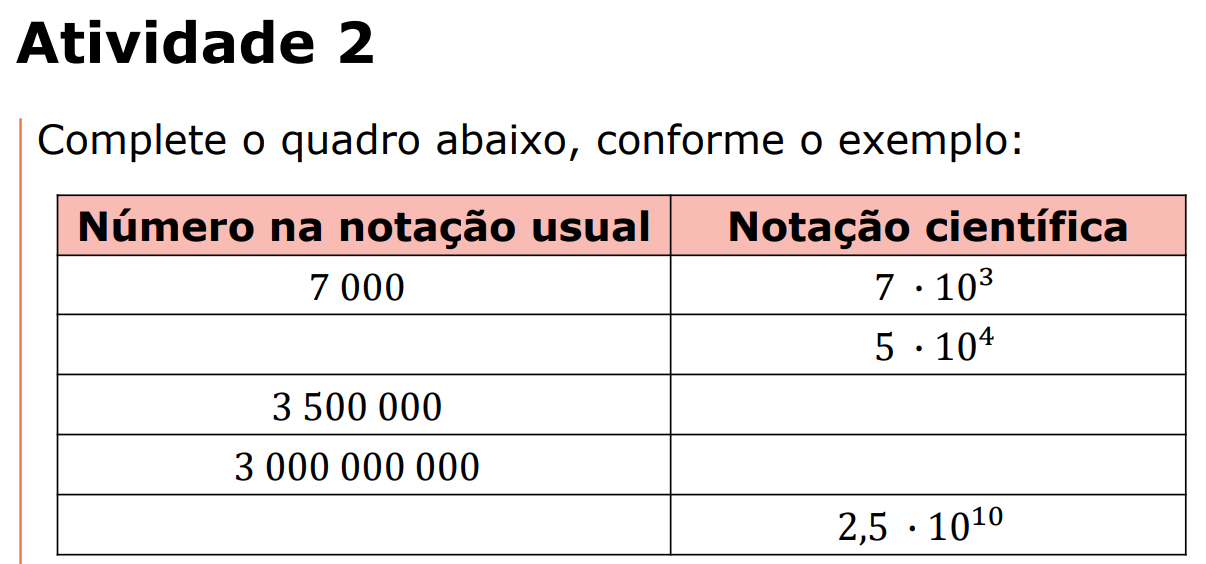 Atividade 2
Complete o quadro abaixo, conforme o exemplo:
Número na notação usual Notação científica
7 000 7 · 10³
5 · 10⁴
3 500 000
3 000 000 000
2,5 · 10¹⁰